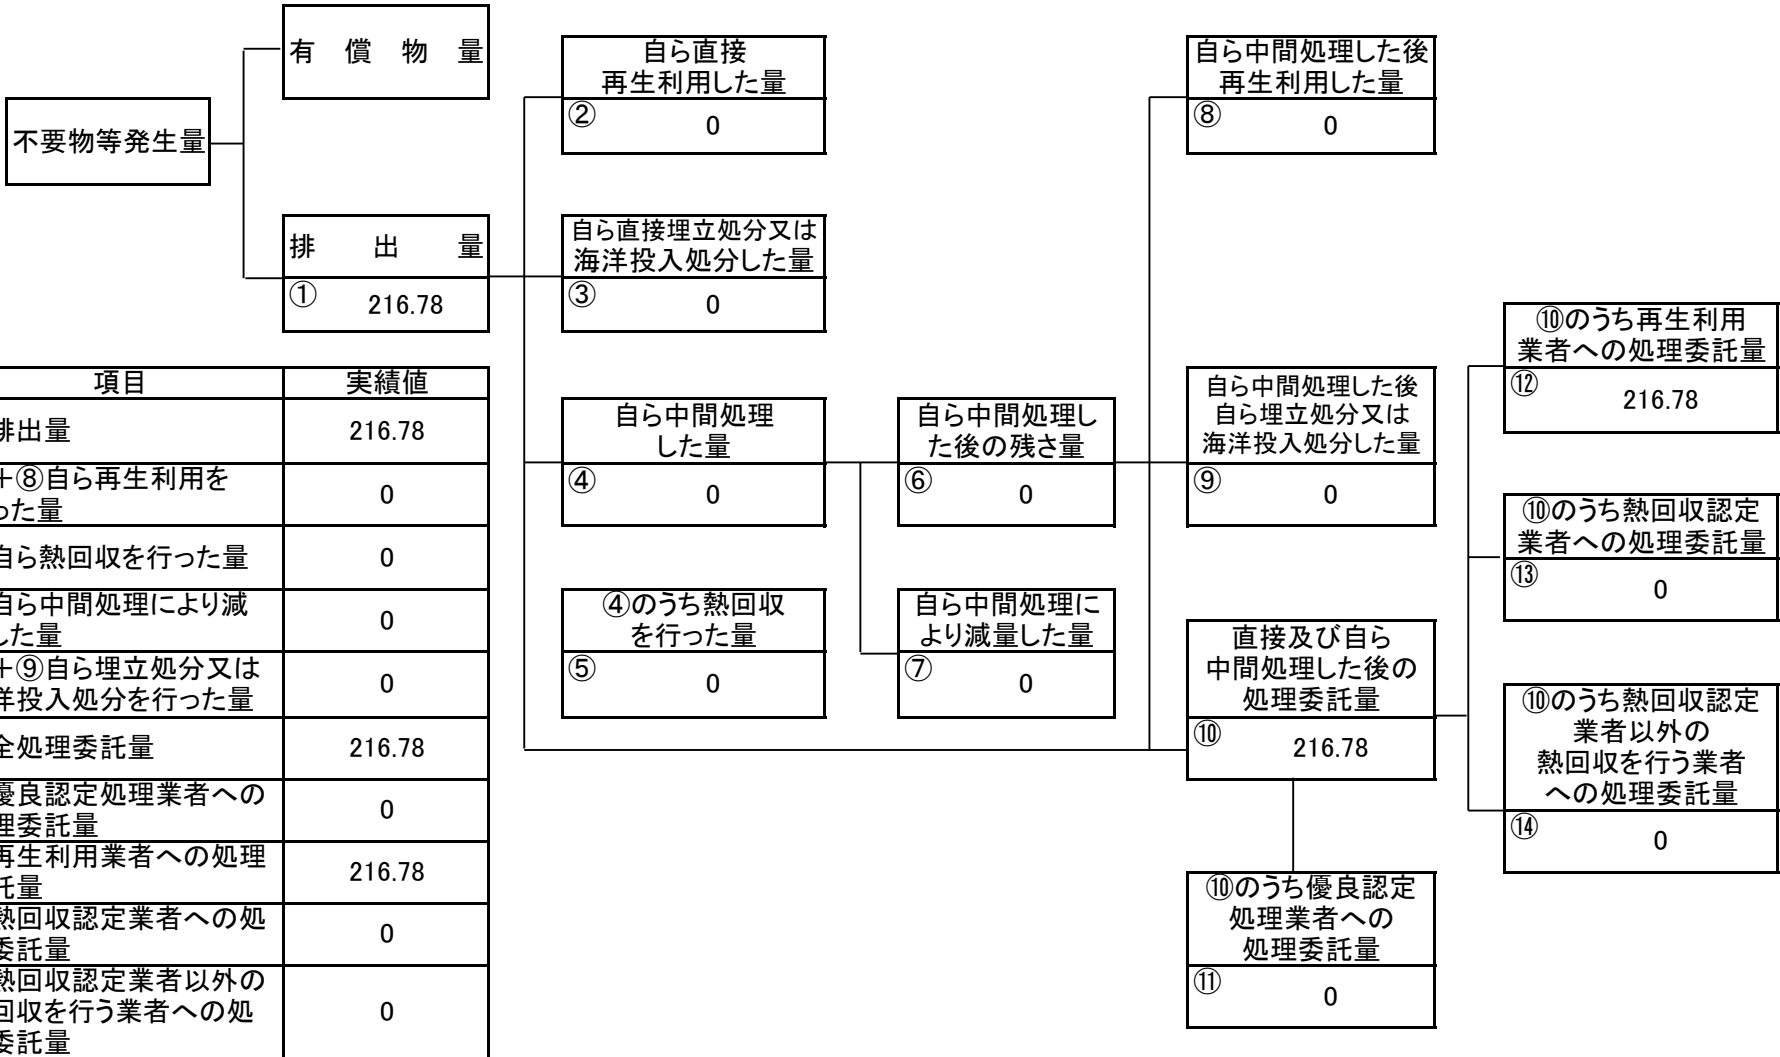 有償物量
不要物等発生量
排出量
① 216.78
自ら直接
再生利用した量
② 0
自ら直接埋立処分又は
海洋投入処分した量
③ 0
自ら中間処理
した量
④ 0
④のうち熱回収
を行った量
⑤ 0
自ら中間処理し
た後の残さ量
⑥ 0
自ら中間処理に
より減量した量
⑦ 0
自ら中間処理した後
再生利用した量
⑧ 0
自ら中間処理した後
自ら埋立処分又は
海洋投入処分した量
⑨ 0
直接及び自ら
中間処理した後の
処理委託量
⑩ 216.78
⑩のうち優良認定
処理業者への
処理委託量
⑪ 0
⑩のうち再生利用
業者への処理委託量
⑫ 216.78
⑩のうち熱回収認定
業者への処理委託量
⑬ 0
⑩のうち熱回収認定
業者以外の
熱回収を行う業者
への処理委託量
⑭ 0
項目 実績値
排出量 216.78
+⑧自ら再生利用を
った量 0
自ら熱回収を行った量 0
自ら中間処理により減
した量 0
+⑨自ら埋立処分又は
洋投入処分を行った量 0
全処理委託量 216.78
優良認定処理業者への
理委託量 0
再生利用業者への処理
託量 216.78
熱回収認定業者への処
委託量 0
熱回収認定業者以外の
回収を行う業者への処
委託量 0